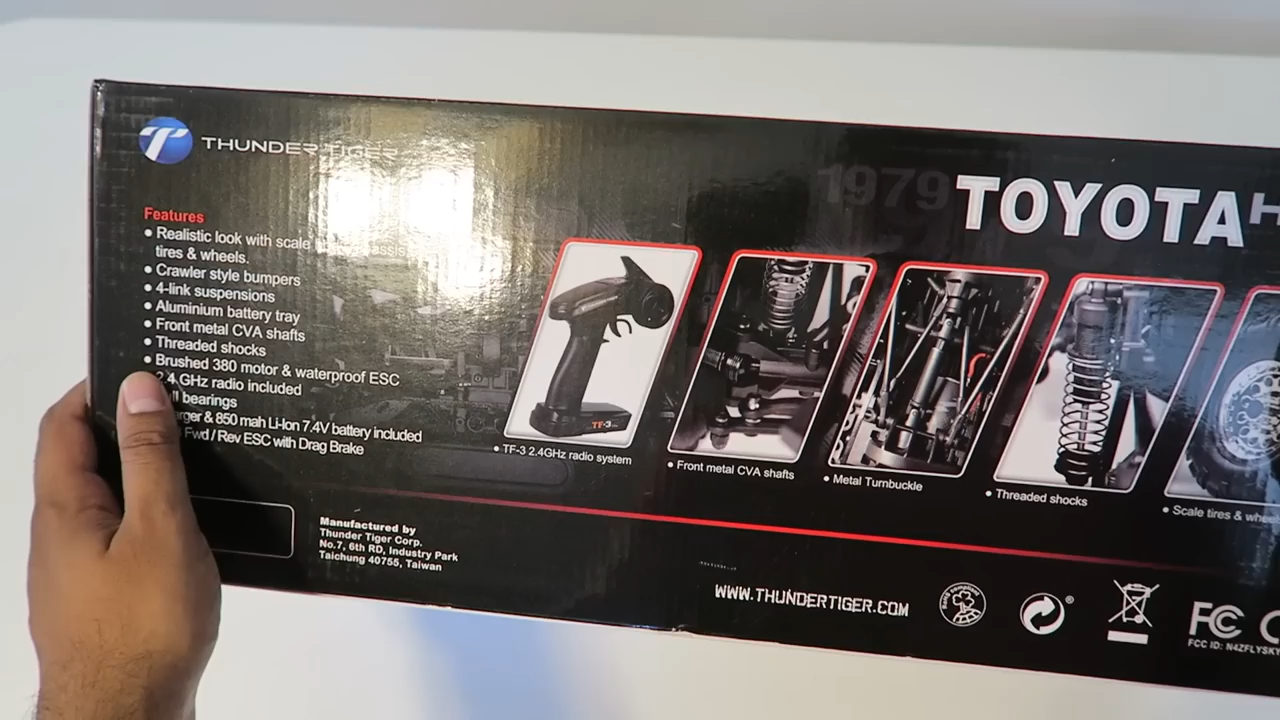 THUNDER TIGER
1979 TOYOTA H
Features
• Realistic look with scale
tires & wheels.
• Crawler style bumpers
• 4-link suspensions
• Aluminium battery tray
• Front metal CVA shafts
• Threaded shocks
• Brushed 380 motor & waterproof ESC
2.4 GHz radio included
bearings
& 850 mah Li-Ion 7.4V battery included
Fwd / Rev ESC with Drag Brake
TF-3
• TF-3 2.4GHz radio system
• Front metal CVA shafts
• Metal Turnbuckle
• Threaded shocks
• Scale tires & whee
Manufactured by
Thunder Tiger Corp.
No.7, 6th RD, Industry Park
Taichung 40755, Taiwan
WWW.THUNDERTIGER.COM
FC
FCC ID: N4ZFLYSKY